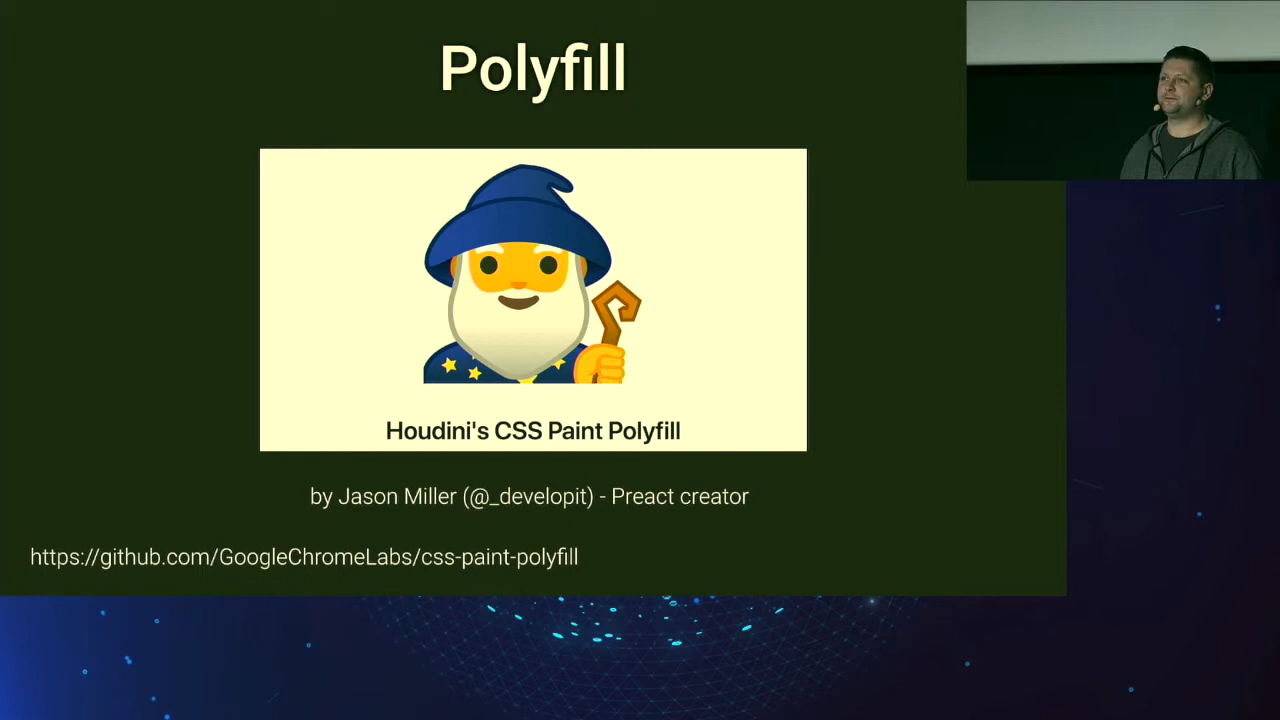 Polyfill
Houdini's CSS Paint Polyfill
by Jason Miller (@_developit) - Preact creator
https://github.com/GoogleChromeLabs/css-paint-polyfill